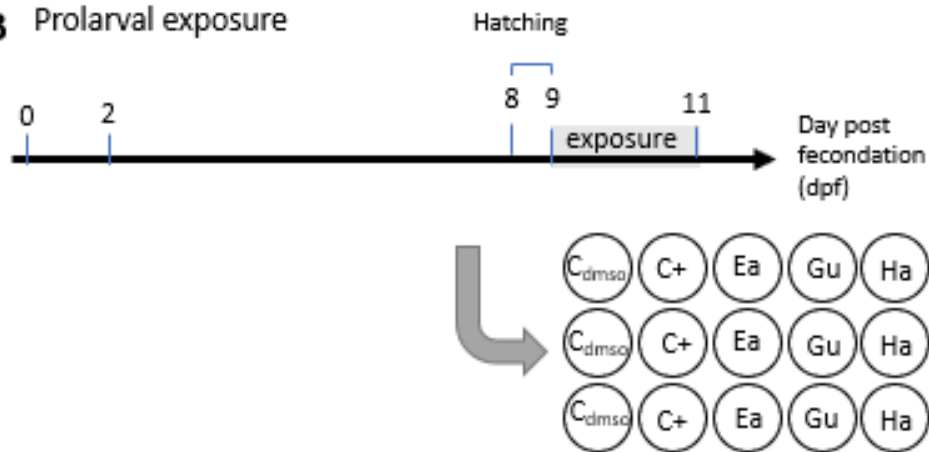 B Prolarval exposure
Hatching
0 2 8 9 11
exposure
Day post
fecondation
(dpf)
Cdmso C+ Ea Gu Ha
Cdmso C+ Ea Gu Ha
Cdmso C+ Ea Gu Ha